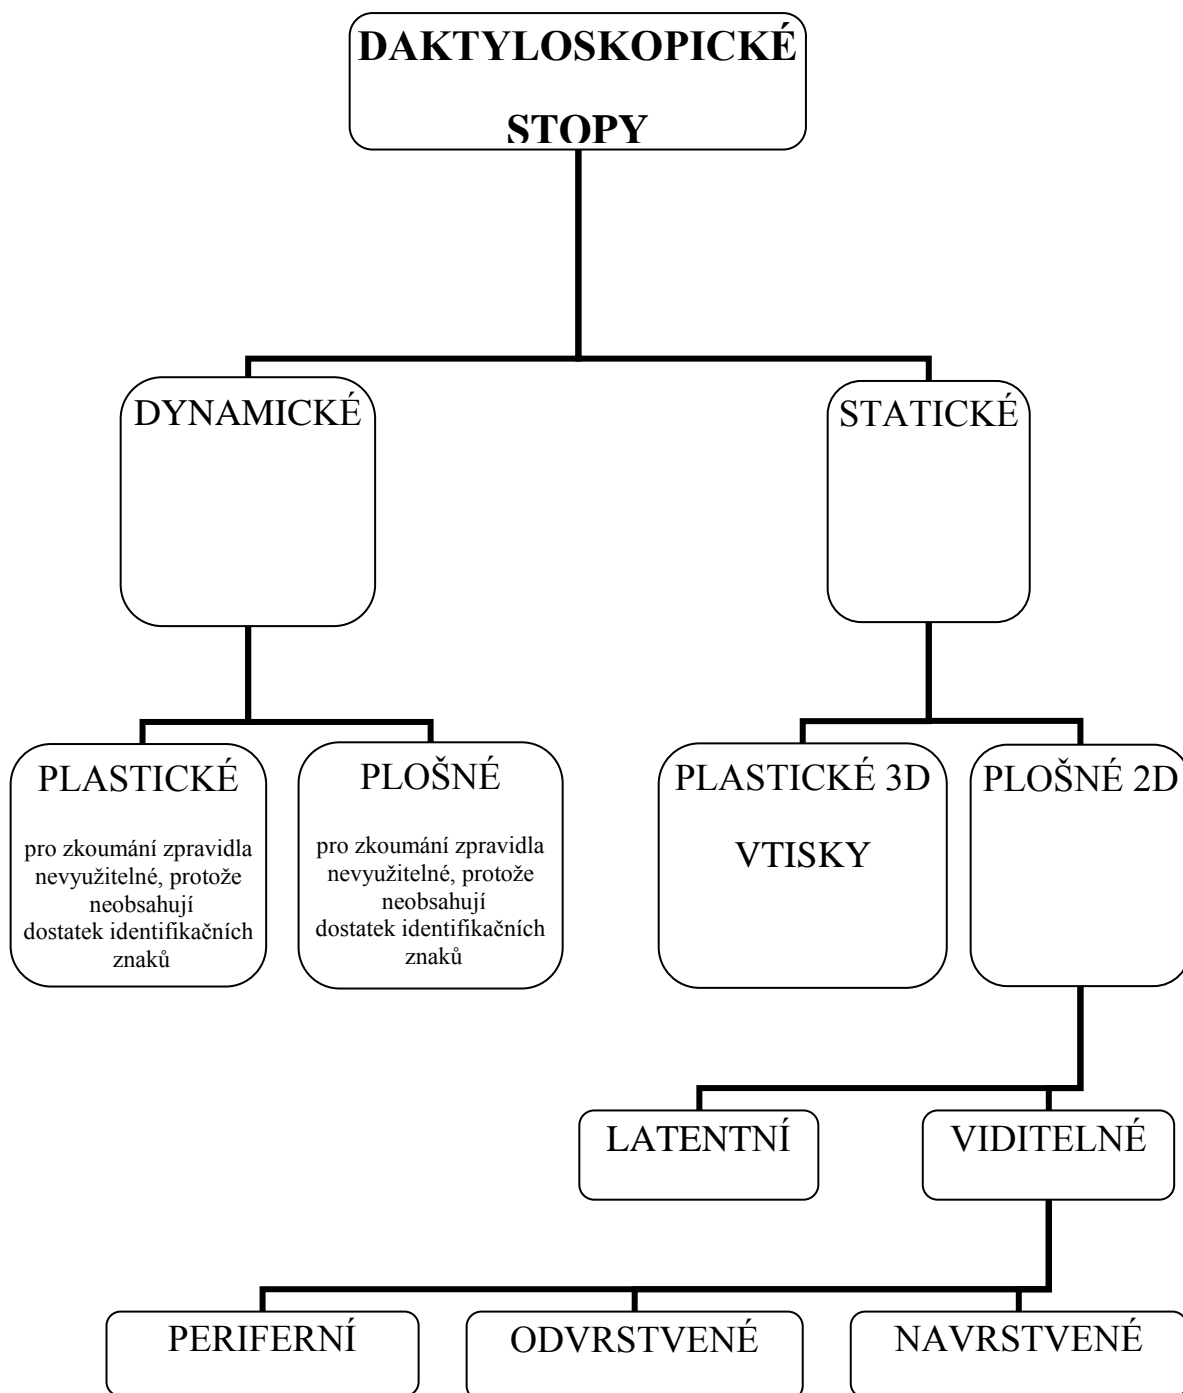 DAKTYLOSKOPICKÉ
STOPY
DYNAMICKÉ
STATICKÉ
PLASTICKÉ
pro zkoumání zpravidla
nevyužitelné, protože
neobsahují
dostatek identifikačních
znaků
PLOŠNÉ
pro zkoumání zpravidla
nevyužitelné, protože
neobsahují
dostatek identifikačních
znaků
PLASTICKÉ 3D
VTISKY
PLOŠNÉ 2D
LATENTNÍ
VIDITELNÉ
PERIFERNÍ
ODVRSTVENÉ
NAVRSTVENÉ